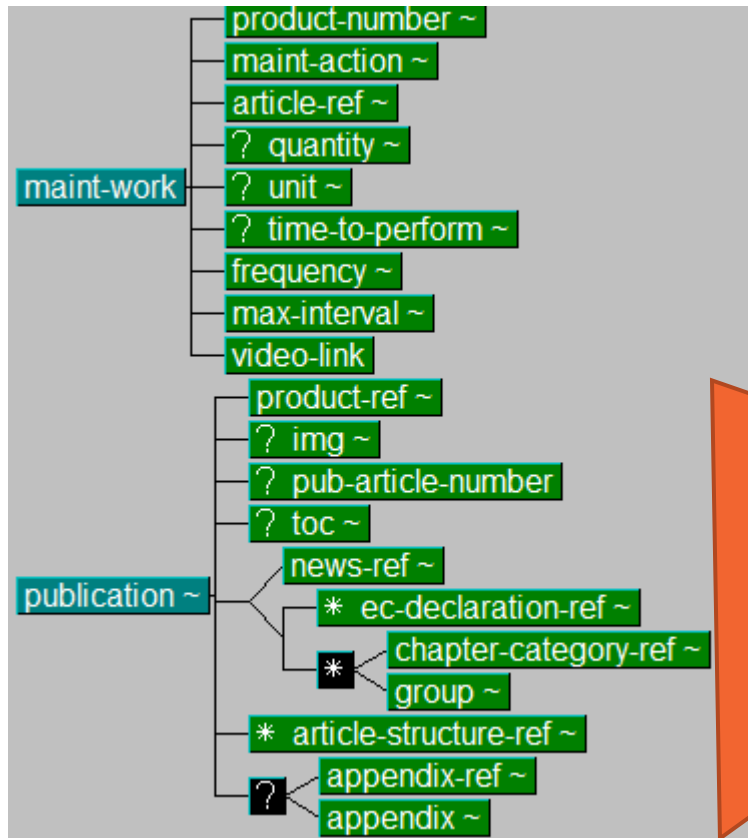 product-number ~
maint-action ~
article-ref ~
? quantity ~
maint-work
? unit ~
? time-to-perform ~
frequency ~
max-interval ~
video-link
product-ref ~
? img ~
? pub-article-number
? toc ~
news-ref ~
publication ~
* ec-declaration-ref ~
* chapter-category-ref ~
group ~
* article-structure-ref ~
? appendix-ref ~
appendix ~